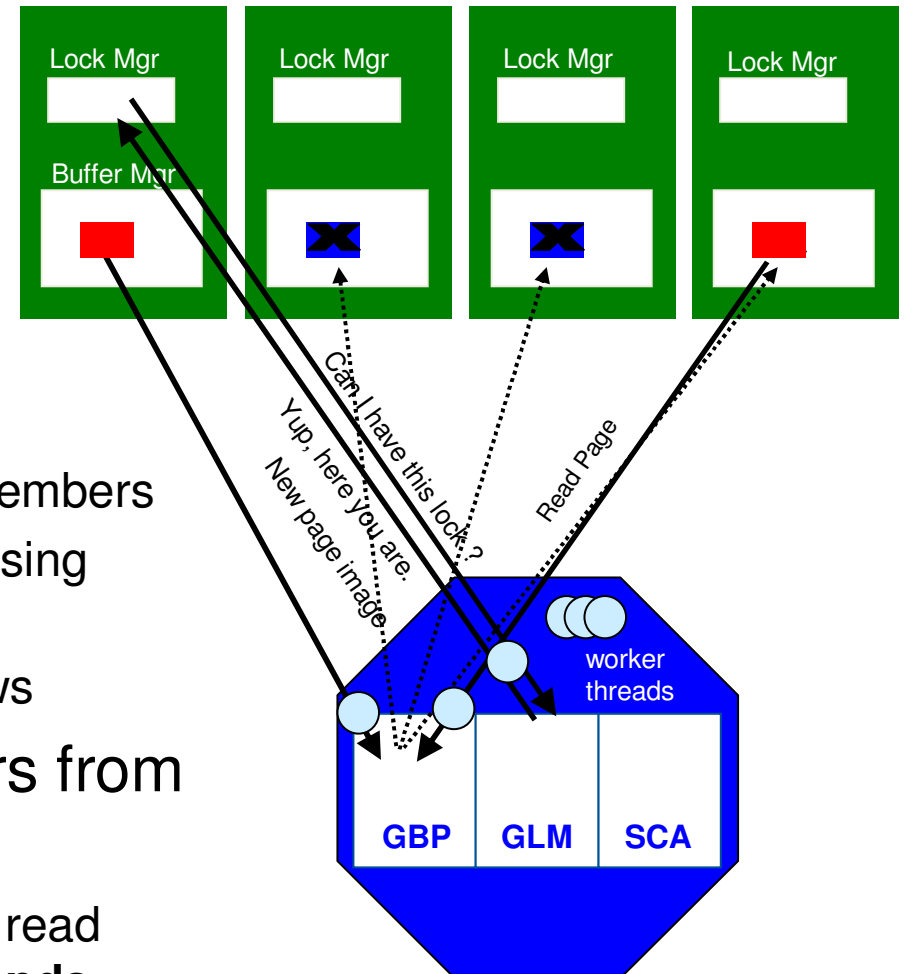 Lock Mgr
Lock Mgr
Lock Mgr
Lock Mgr
Buffer Mgr
Can I have this lock ?
Yup, here you are.
New page image
Read Page
embers
sing
ws
rs from
read
worker
threads
GBP
GLM
SCA